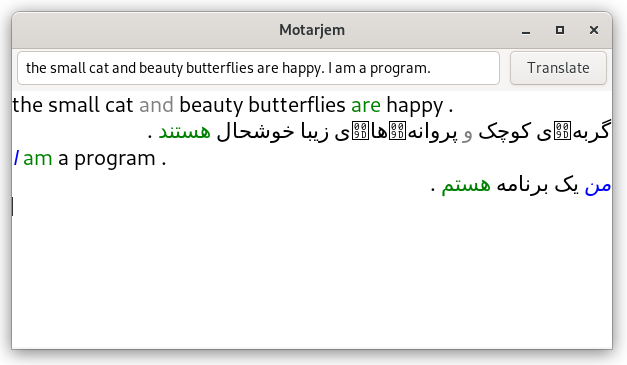 Motarjem
the small cat and beauty butterflies are happy. I am a program. Translate
the small cat and beauty butterflies are happy .
گربه‌ی کوچک و پروانه‌ها‌ی زیبا خوشحال هستند .
I am a program .
من یک برنامه هستم .